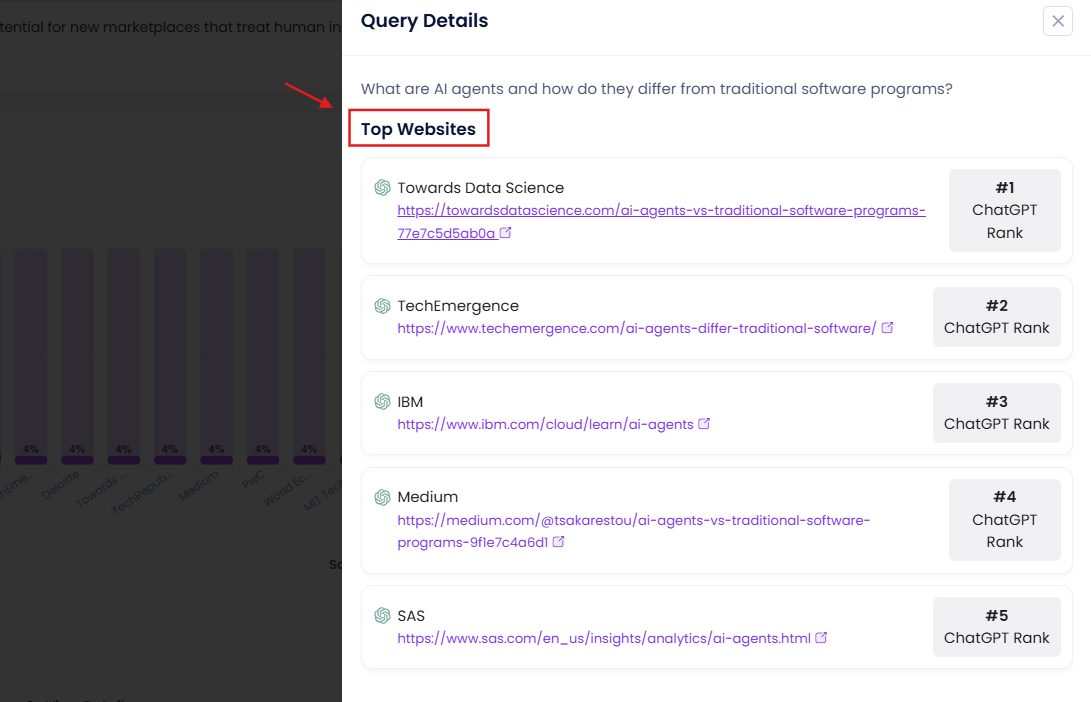 Query Details
tential for new marketplaces that treat human in
What are AI agents and how do they differ from traditional software programs?
Top Websites
Towards Data Science
https://towardsdatascience.com/ai-agents-vs-traditional-software-programs-
77e7c5d5ab0a
#1
ChatGPT
Rank
TechEmergence
https://www.techemergence.com/ai-agents-differ-traditional-software/
#2
ChatGPT Rank
IBM
https://www.ibm.com/cloud/learn/ai-agents
#3
ChatGPT Rank
Medium
https://medium.com/@tsakarestou/ai-agents-vs-traditional-software-
programs-9f1e7c4a6d1
#4
ChatGPT
Rank
SAS
https://www.sas.com/en_us/insights/analytics/ai-agents.html
#5
ChatGPT Rank
4% 4% 4% 4% 4% 4% 4%
nEme... Deloitte Towards ... TechRepub... Medium PwC World Ec... MIT Tec